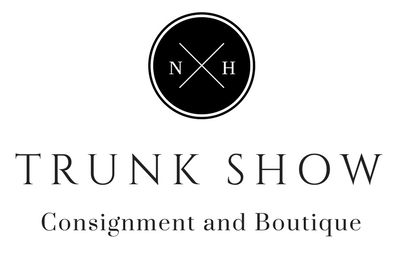 N H
TRUNK SHOW
Consignment and Boutique